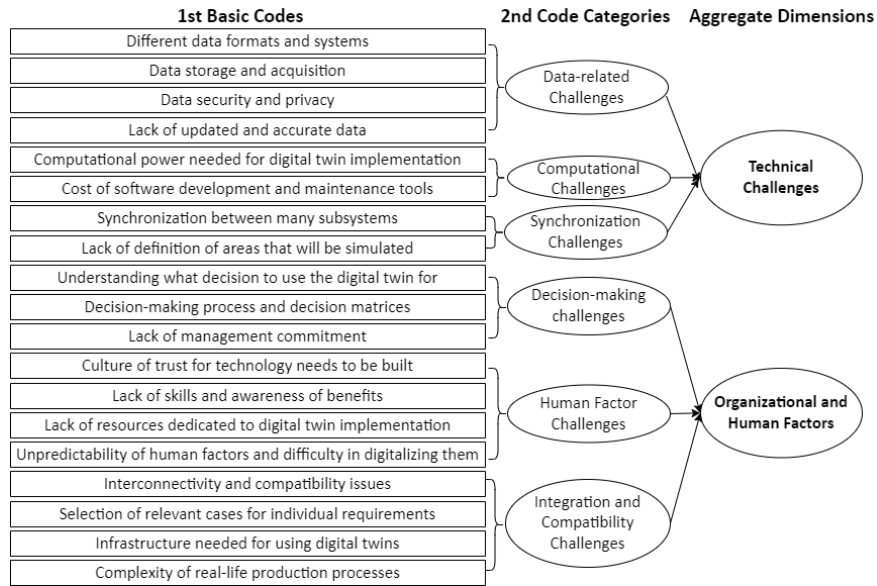 1st Basic Codes
2nd Code Categories
Aggregate Dimensions
Different data formats and systems
Data storage and acquisition
Data security and privacy
Lack of updated and accurate data
Computational power needed for digital twin implementation
Cost of software development and maintenance tools
Synchronization between many subsystems
Lack of definition of areas that will be simulated
Understanding what decision to use the digital twin for
Decision-making process and decision matrices
Lack of management commitment
Culture of trust for technology needs to be built
Lack of skills and awareness of benefits
Lack of resources dedicated to digital twin implementation
Unpredictability of human factors and difficulty in digitalizing them
Interconnectivity and compatibility issues
Selection of relevant cases for individual requirements
Infrastructure needed for using digital twins
Complexity of real-life production processes
Data-related
Challenges
Computational
Challenges
Synchronization
Challenges
Decision-making
challenges
Human Factor
Challenges
Integration and
Compatibility
Challenges
Technical
Challenges
Organizational and
Human Factors